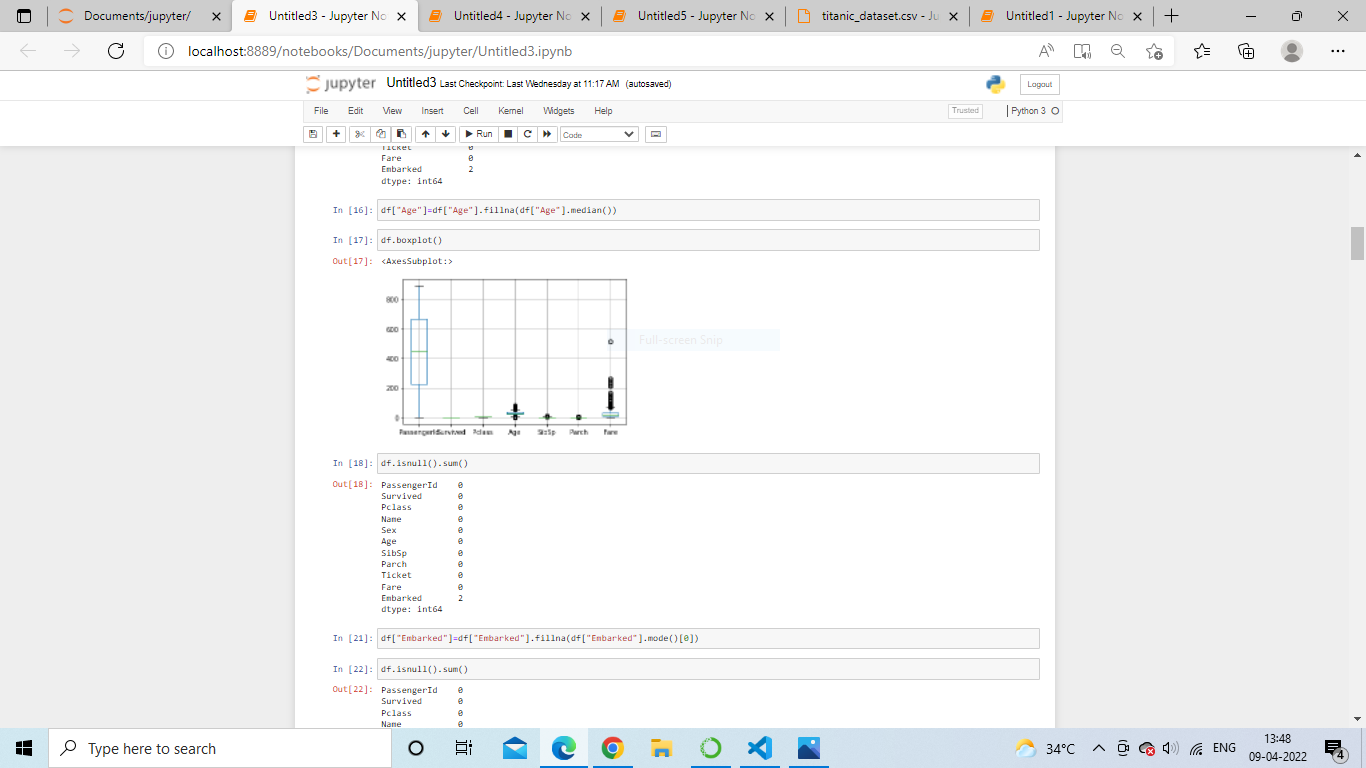 Documents/jupyter/
Untitled3 - Jupyter No
Untitled4 - Jupyter No
Untitled5 - Jupyter No
titanic_dataset.csv - Ju
Untitled1 - Jupyter No
localhost:8889/notebooks/Documents/jupyter/Untitled3.ipynb
jupyter Untitled3 Last Checkpoint: Last Wednesday at 11:17 AM (autosaved)
Logout
File Edit View Insert Cell Kernel Widgets Help
Trusted
Python 3
Run
Code
Ticket 0
Fare 0
Embarked 2
dtype: int64
In [16]: df["Age"]=df["Age"].fillna(df["Age"].median())
In [17]: df.boxplot()
Out[17]: <AxesSubplot:>
800
600
400
200
0
PassengerId Survived Pclass Age SibSp Parch Fare
Full-screen Snip
In [18]: df.isnull().sum()
Out[18]: PassengerId 0
Survived 0
Pclass 0
Name 0
Sex 0
Age 0
SibSp 0
Parch 0
Ticket 0
Fare 0
Embarked 2
dtype: int64
In [21]: df["Embarked"]=df["Embarked"].fillna(df["Embarked"].mode()[0])
In [22]: df.isnull().sum()
Out[22]: PassengerId 0
Survived 0
Pclass 0
Name 0
Type here to search
34°C
ENG
13:48
09-04-2022
4